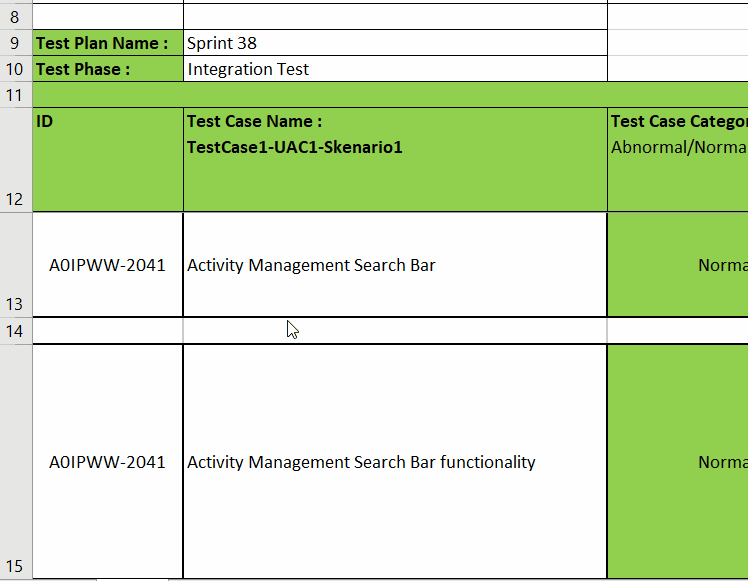 8
9 Test Plan Name : Sprint 38
10 Test Phase : Integration Test
11
ID Test Case Name : Test Case Catego
TestCase1-UAC1-Skenario1 Abnormal/Norma
12
A0IPWW-2041 Activity Management Search Bar Norma
13
14
A0IPWW-2041 Activity Management Search Bar functionality Norma
15